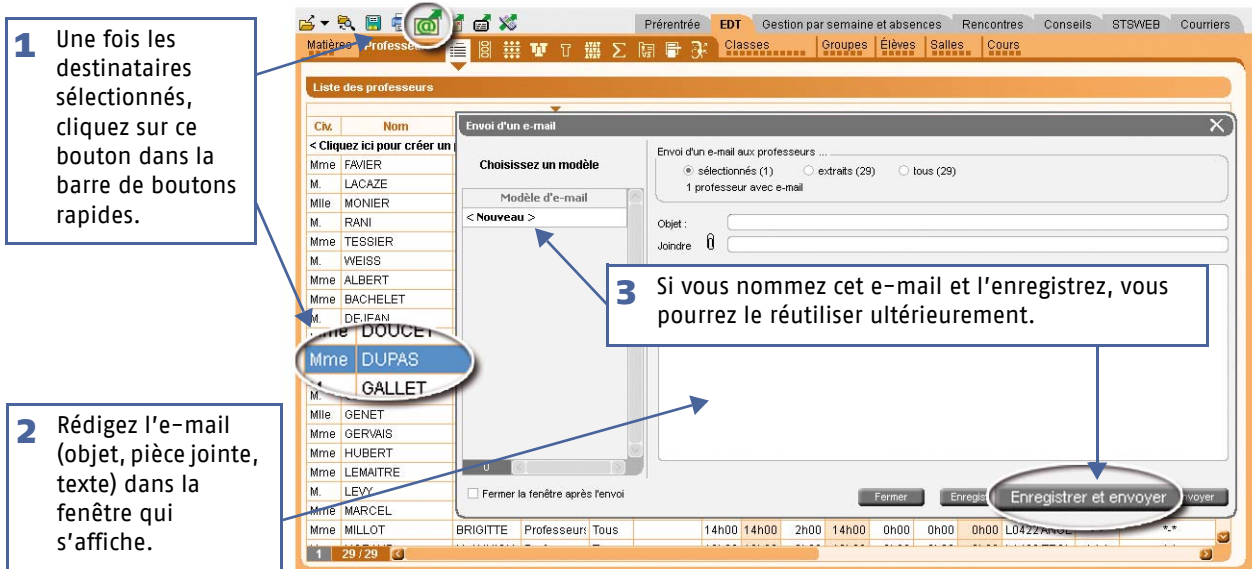 1 Une fois les
destinataires
sélectionnés,
cliquez sur ce
bouton dans la
barre de boutons
rapides.
Prérentrée EDT Gestion par semaine et absences Rencontres Conseils STSWEB Courriers
Matières Classes Groupes Élèves Salles Cours
Liste des professeurs
Civ. Nom
< Cliquez ici pour créer un
Mme FAVIER
M. LACAZE
Mlle MONIER
M. RANI
Mme TESSIER
M. WEISS
Mme ALBERT
Mme BACHELET
M. DEJEAN
DOUCET
Mme DUPAS
GALLET
M.
Mlle GENET
Mme GERVAIS
Mme HUBERT
Mme LEMAITRE
M. LEVY
Mme MARCEL
Mme MILLOT BRIGITTE Professeurs Tous 14h00 14h00 2h00 14h00 0h00 0h00 0h00 *-*
1 29 / 29
Envoi d'un e-mail
Choisissez un modèle
Modèle d'e-mail
< Nouveau >
0
Fermer la fenêtre après l'envoi
Envoi d'un e-mail aux professeurs ...
sélectionnés (1) extraits (29) tous (29)
1 professeur avec e-mail
Objet :
Joindre
3 Si vous nommez cet e-mail et l'enregistrez, vous
pourrez le réutiliser ultérieurement.
Fermer Enregistrer et envoyer
2 Rédigez l'e-mail
(objet, pièce jointe,
texte) dans la
fenêtre qui
s'affiche.